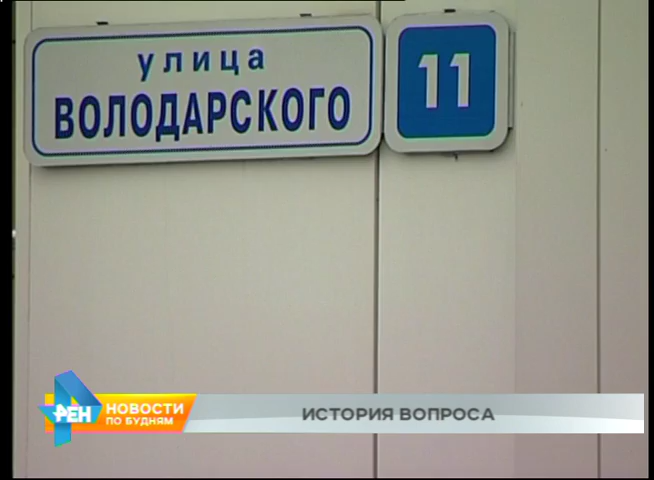 улица
ВОЛОДАРСКОГО
11
РЕН
НОВОСТИ
ПО БУДНЯМ
ИСТОРИЯ ВОПРОСА